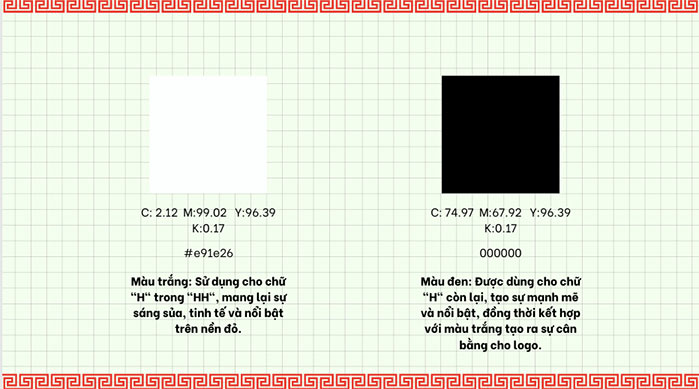 C: 2.12 M:99.02 Y:96.39
K:0.17
#e91e26
Màu trắng: Sử dụng cho chữ
"H" trong "HH", mang lại sự
sáng sủa, tinh tế và nổi bật
trên nền đỏ.
C: 74.97 M:67.92 Y:96.39
K:0.17
000000
Màu đen: Được dùng cho chữ
"H" còn lại, tạo sự mạnh mẽ
và nổi bật, đồng thời kết hợp
với màu trắng tạo ra sự cân
bằng cho logo.